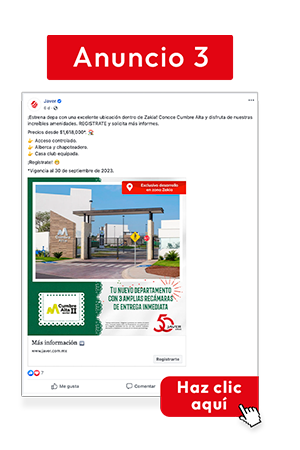 Anuncio 3
Javer
6 d
¡Estrena depa con una excelente ubicación dentro de Zakia! Conoce Cumbre Alta y disfruta de nuestras
increíbles amenidades. REGÍSTRATE y solicita más informes.
Precios desde $1,618,000*.
Acceso controlado.
Alberca y chapoteadero.
Casa club equipada.
¡Regístrate!
*Vigencia al 30 de septiembre de 2023.
Exclusivo desarrollo
en zona Zakia
Cumbre
Alta II
TU NUEVO DEPARTAMENTO
CON 3 AMPLIAS RECÁMARAS
DE ENTREGA INMEDIATA
50
JAVER
Más información
www.javer.com.mx
Registrarte
7
Me gusta
Comentar
Haz clic
aquí